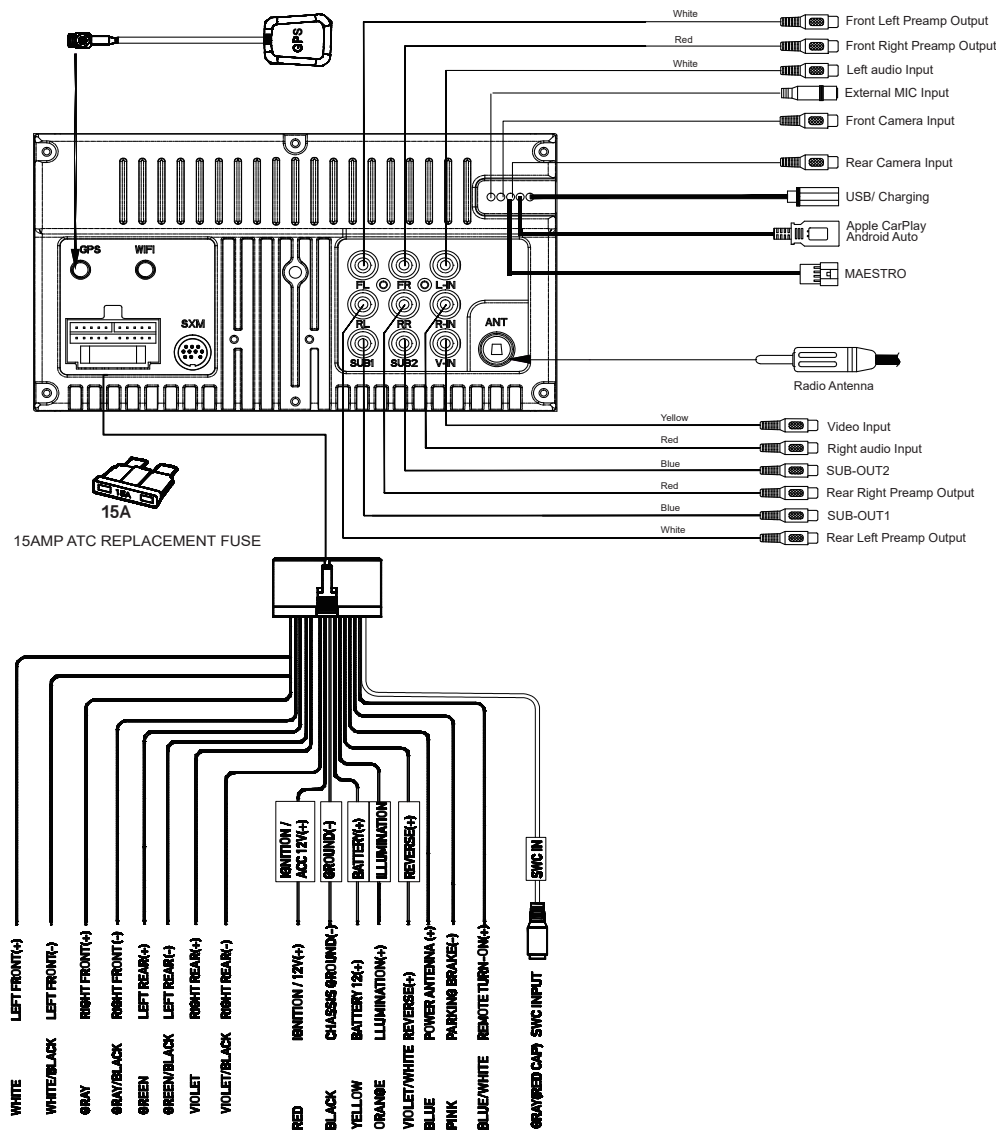 White
Front Left Preamp Output
Red
Front Right Preamp Output
White
Left audio Input
External MIC Input
Front Camera Input
Rear Camera Input
USB/ Charging
Apple CarPlay
Android Auto
MAESTRO
GPS
GPS
WIFI
SXM
FL
FR
L-IN
RL
RR
R-IN
SUB1
SUB2
V-IN
ANT
Radio Antenna
Yellow
Video Input
Red
Right audio Input
Blue
SUB-OUT2
Red
Rear Right Preamp Output
Blue
SUB-OUT1
White
Rear Left Preamp Output
15A
15A
15AMP ATC REPLACEMENT FUSE
IGNITION /
ACC 12V(+)
GROUND(-)
BATTERY(+)
ILLUMINATION
REVERSE(+)
SWC IN
WHITE LEFT FRONT(+)
WHITE/BLACK LEFT FRONT(-)
GRAY RIGHT FRONT(+)
GRAY/BLACK RIGHT FRONT(-)
GREEN LEFT REAR(+)
GREEN/BLACK LEFT REAR(-)
VIOLET RIGHT REAR(+)
VIOLET/BLACK RIGHT REAR(-)
RED IGNITION / 12V(+)
BLACK CHASSIS GROUND(-)
YELLOW BATTERY 12(+)
ORANGE LLUMINATION(+)
VIOLET/WHITE REVERSE(+)
BLUE POWER ANTENNA (+)
PINK PARKING BRAKE(-)
BLUE/WHITE REMOTE TURN-ON(+)
GRAY(RED CAP) SWC INPUT